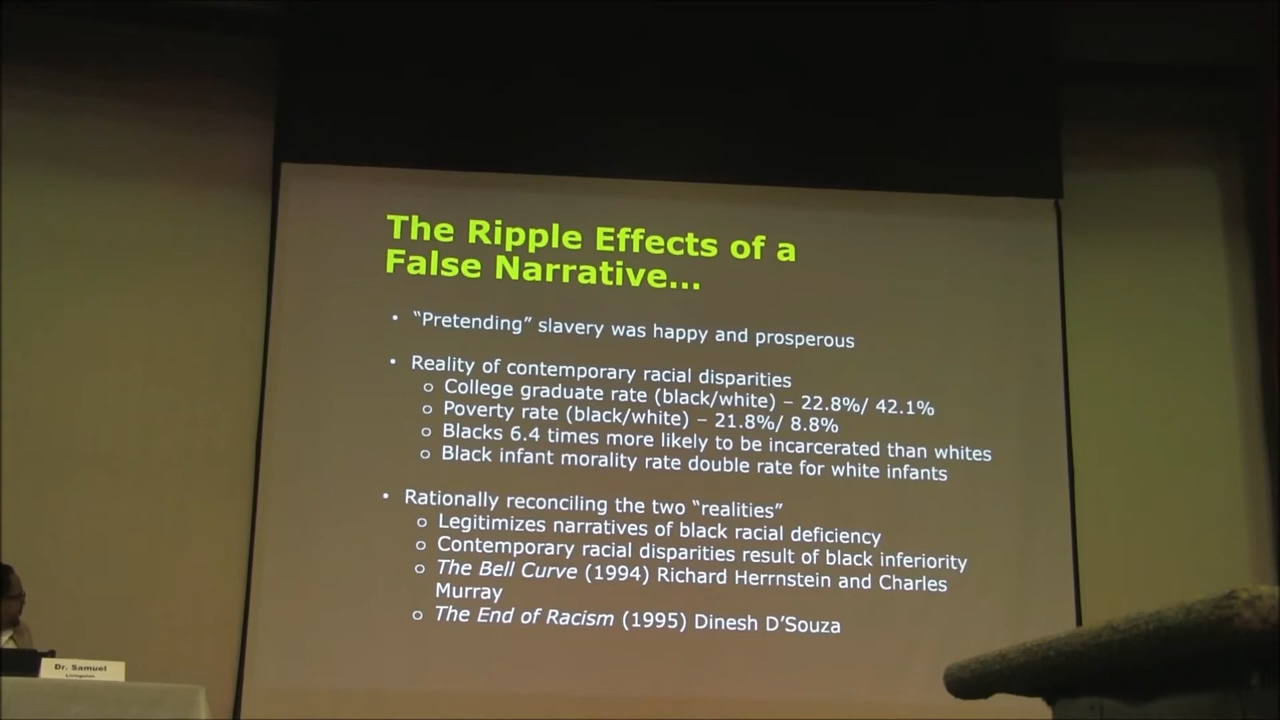 The Ripple Effects of a
False Narrative...
• “Pretending” slavery was happy and prosperous
• Reality of contemporary racial disparities
o College graduate rate (black/white) – 22.8%/ 42.1%
o Poverty rate (black/white) – 21.8%/ 8.8%
o Blacks 6.4 times more likely to be incarcerated than whites
o Black infant morality rate double rate for white infants
• Rationally reconciling the two “realities”
o Legitimizes narratives of black racial deficiency
o Contemporary racial disparities result of black inferiority
o The Bell Curve (1994) Richard Herrnstein and Charles
Murray
o The End of Racism (1995) Dinesh D’Souza
Dr. Samuel
Livingston